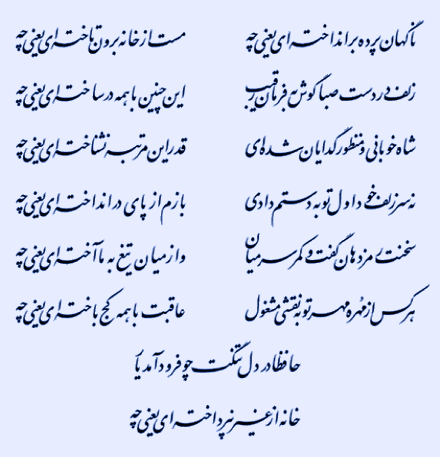 ناگهان پرده برانداخته‌ای یعنی چه مست از خانه برون تاخته‌ای یعنی چه
زلف در دست صبا گوش به فرمان رقیب این چنین با همه درساخته‌ای یعنی چه
شاه خوبانی و منظور گدایان شده‌ای قدر این مرتبه نشناخته‌ای یعنی چه
نه سر زلف خود اول تو به دستم دادی بازم از پای درانداخته‌ای یعنی چه
سخنت رمز دهان گفت و کمر سر میان واز میان تیغ به ما آخته‌ای یعنی چه
هر کس از مهره مهر تو به نقشی مشغول عاقبت با همه کج باخته‌ای یعنی چه
حافظا در دل تنگت چو فرود آمد یار
خانه از غیر نپرداخته‌ای یعنی چه